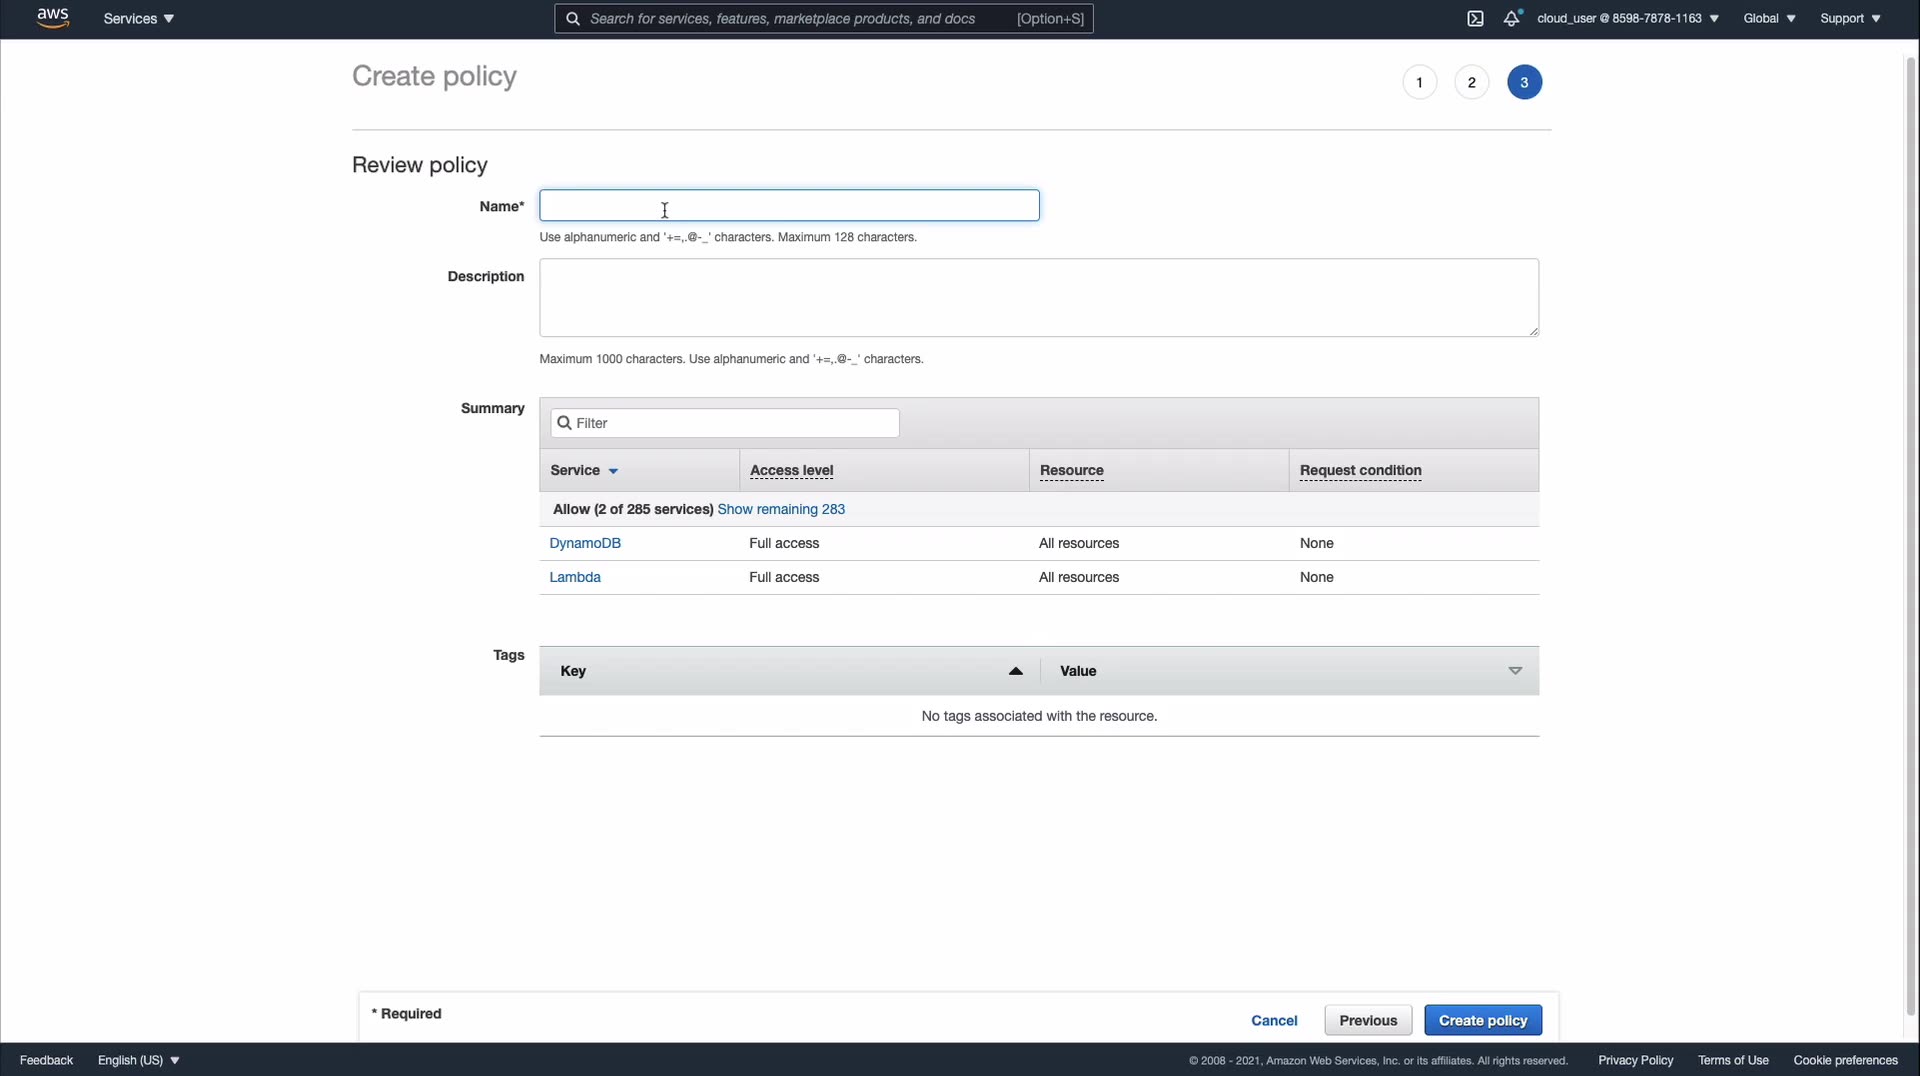 aws Services Search for services, features, marketplace products, and docs [Option+S] cloud_user @ 8598-7878-1163 Global Support
Create policy
1 2 3
Review policy
Name*
Use alphanumeric and '+=,.@-_' characters. Maximum 128 characters.
Description
Maximum 1000 characters. Use alphanumeric and '+=,.@-_' characters.
Summary
Filter
Service Access level Resource Request condition
Allow (2 of 285 services) Show remaining 283
DynamoDB Full access All resources None
Lambda Full access All resources None
Tags
Key Value
No tags associated with the resource.
* Required Cancel Previous Create policy
Feedback English (US) © 2008 - 2021, Amazon Web Services, Inc. or its affiliates. All rights reserved. Privacy Policy Terms of Use Cookie preferences